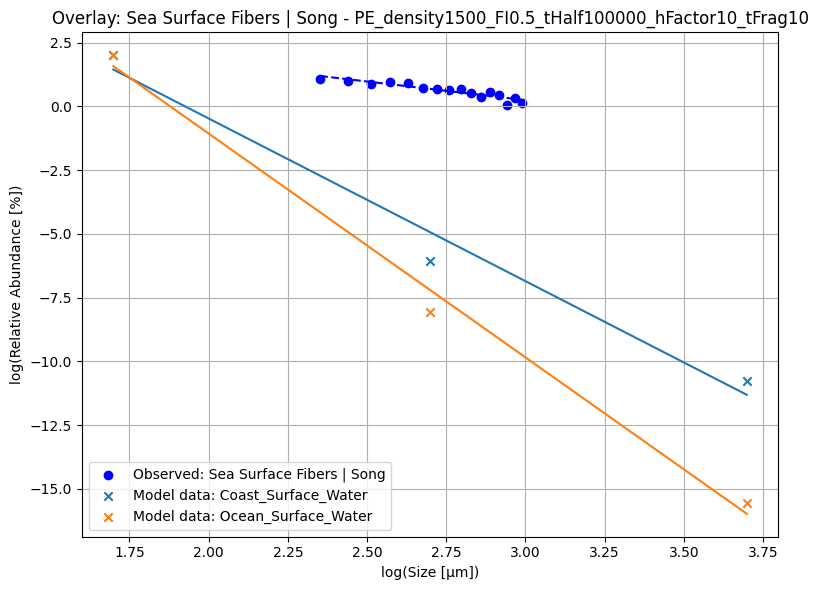 Overlay: Sea Surface Fibers | Song - PE_density1500_FI0.5_tHalf100000_hFactor10_tFrag10
log(Relative Abundance [%])
2.5
0.0
−2.5
−5.0
−7.5
−10.0
−12.5
−15.0
Observed: Sea Surface Fibers | Song
Model data: Coast_Surface_Water
Model data: Ocean_Surface_Water
1.75
2.00
2.25
2.50
2.75
3.00
3.25
3.50
3.75
log(Size [μm])